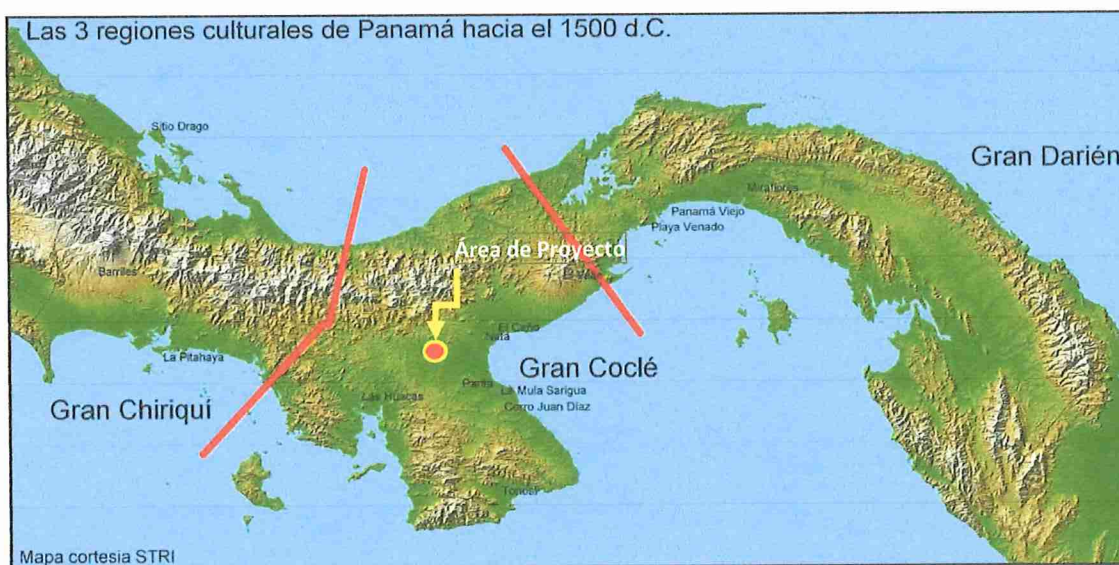 Las 3 regiones culturales de Panamá hacia el 1500 d.C.
Sitio Drago
Gran Darién
Miraflores
Panamá Viejo
Playa Venado
Área de Proyecto
Barriles
El Caño
Natá
La Pitahaya
Gran Coclé
Parita
La Mula Sarigua
Las Huacas
Cerro Juan Díaz
Gran Chiriquí
Tonosí
Mapa cortesia STRI